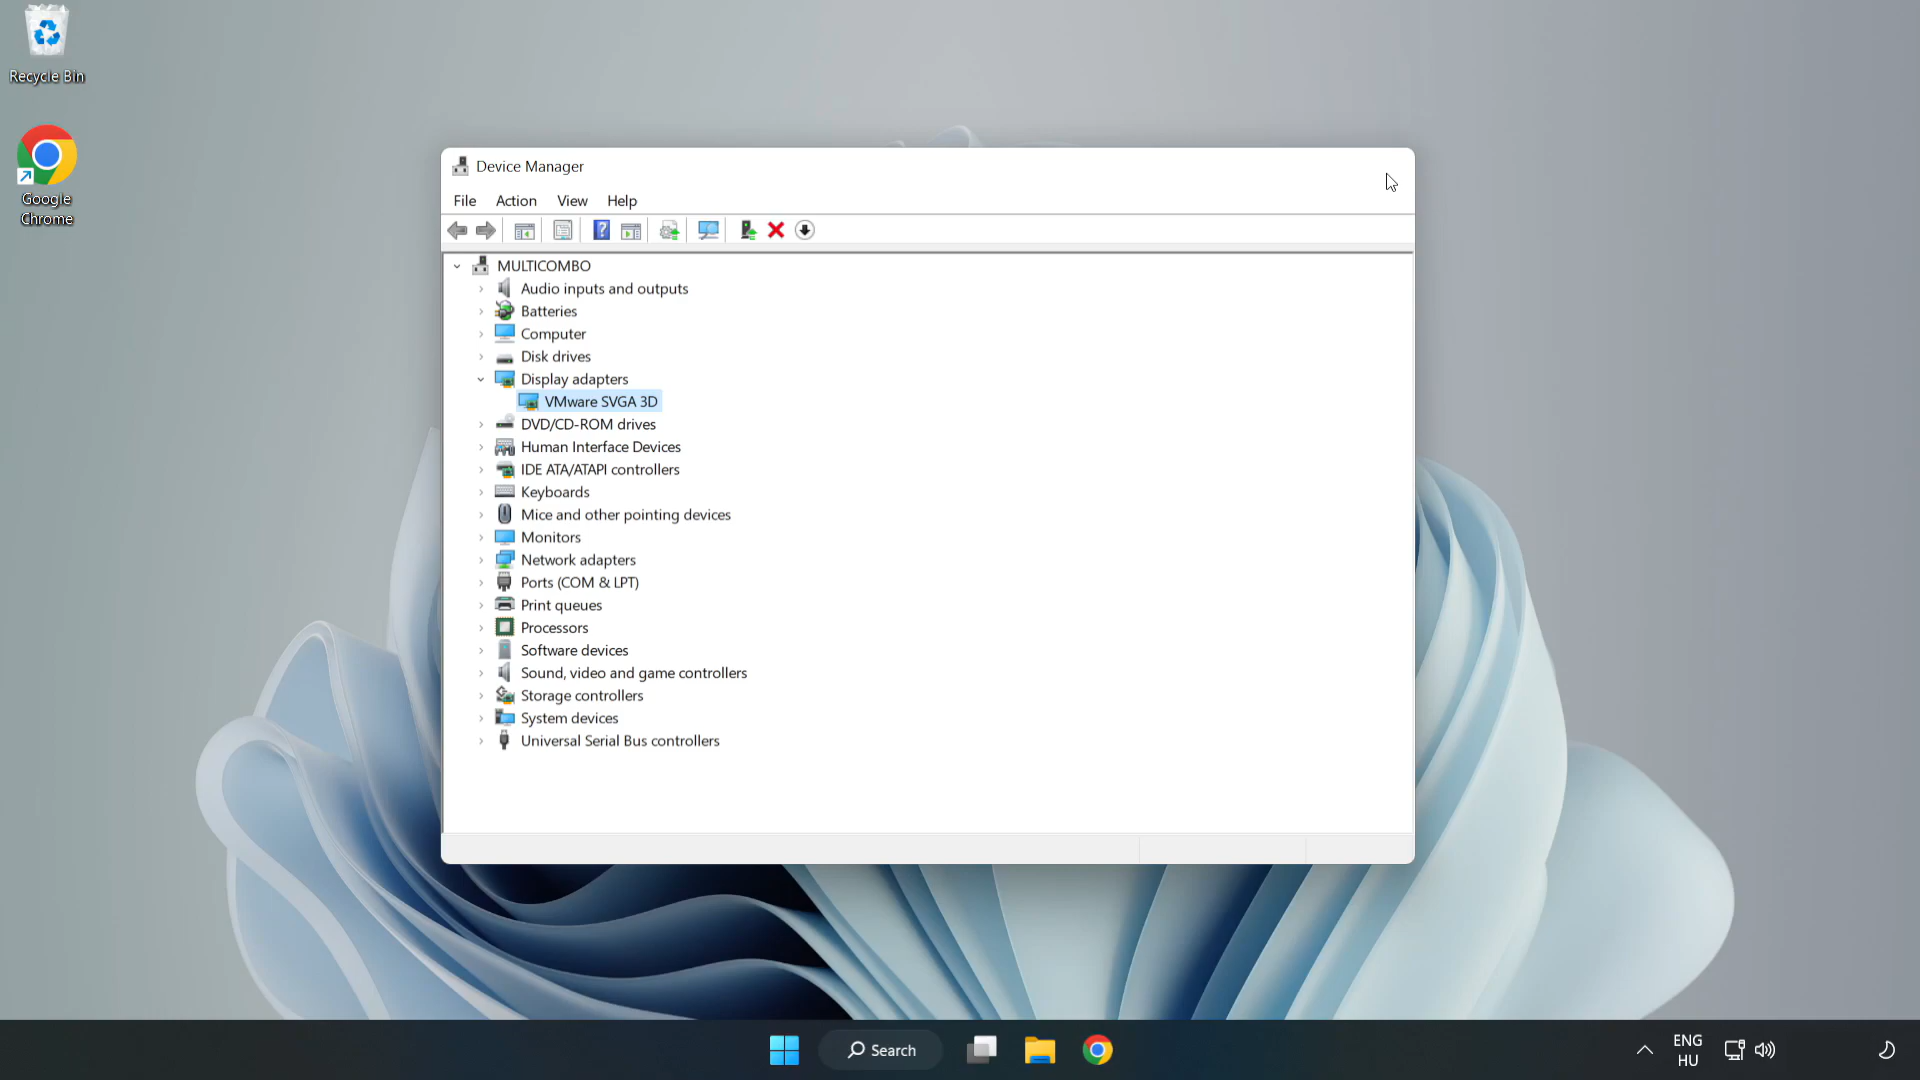 Recycle Bin
Google
Chrome
Device Manager
File Action View Help
?
MULTICOMBO
Audio inputs and outputs
Batteries
Computer
Disk drives
Display adapters
VMware SVGA 3D
DVD/CD-ROM drives
Human Interface Devices
IDE ATA/ATAPI controllers
Keyboards
Mice and other pointing devices
Monitors
Network adapters
Ports (COM & LPT)
Print queues
Processors
Software devices
Sound, video and game controllers
Storage controllers
System devices
Universal Serial Bus controllers
Search
ENG
HU